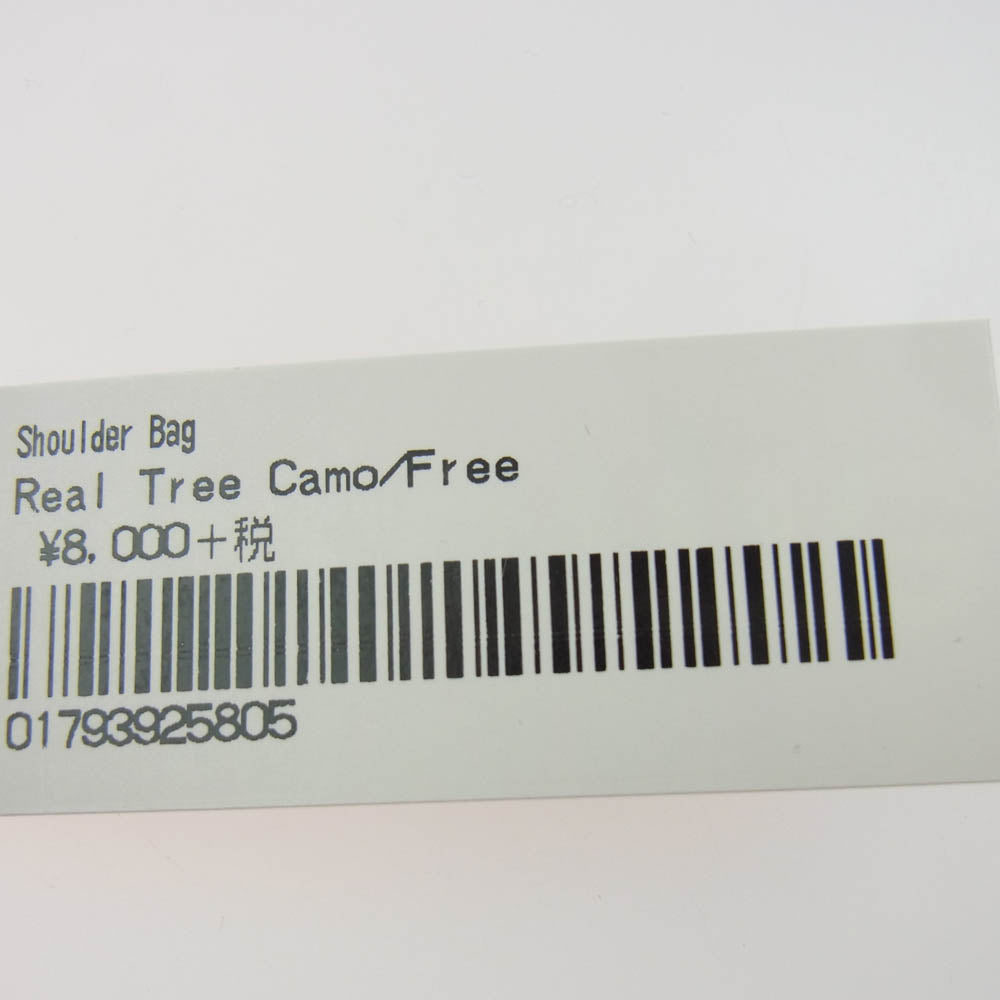 Shoulder Bag
Real Tree Camo/Free
¥8,000+税
01793925805